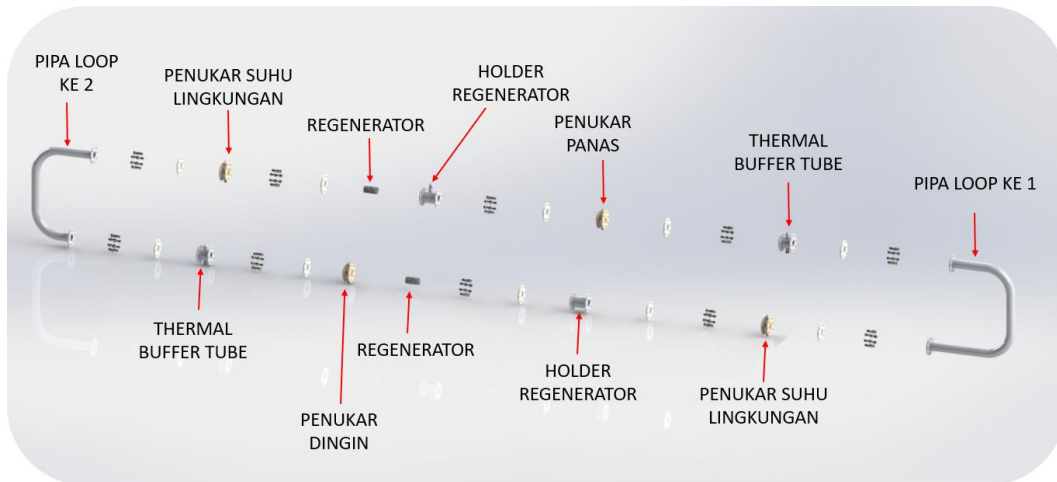 PIPA LOOP
KE 2
PENUKAR SUHU
LINGKUNGAN
REGENERATOR
HOLDER
REGENERATOR
PENUKAR
PANAS
THERMAL
BUFFER TUBE
PIPA LOOP KE 1
THERMAL
BUFFER TUBE
PENUKAR
DINGIN
REGENERATOR
HOLDER
REGENERATOR
PENUKAR SUHU
LINGKUNGAN